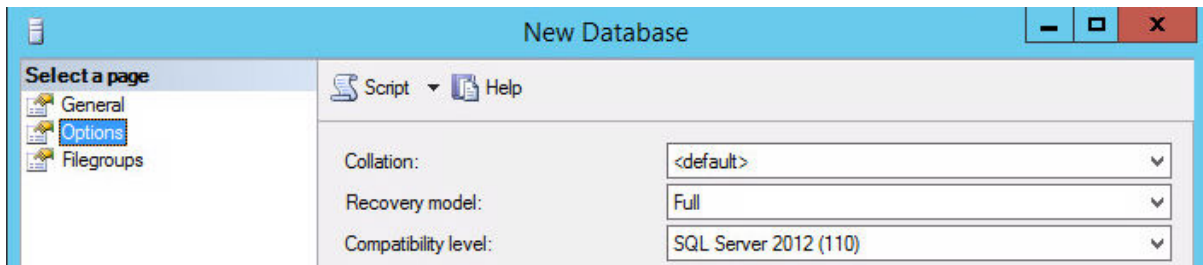 New Database
Select a page
General
Options
Filegroups
Script Help
Collation: <default>
Recovery model: Full
Compatibility level: SQL Server 2012 (110)